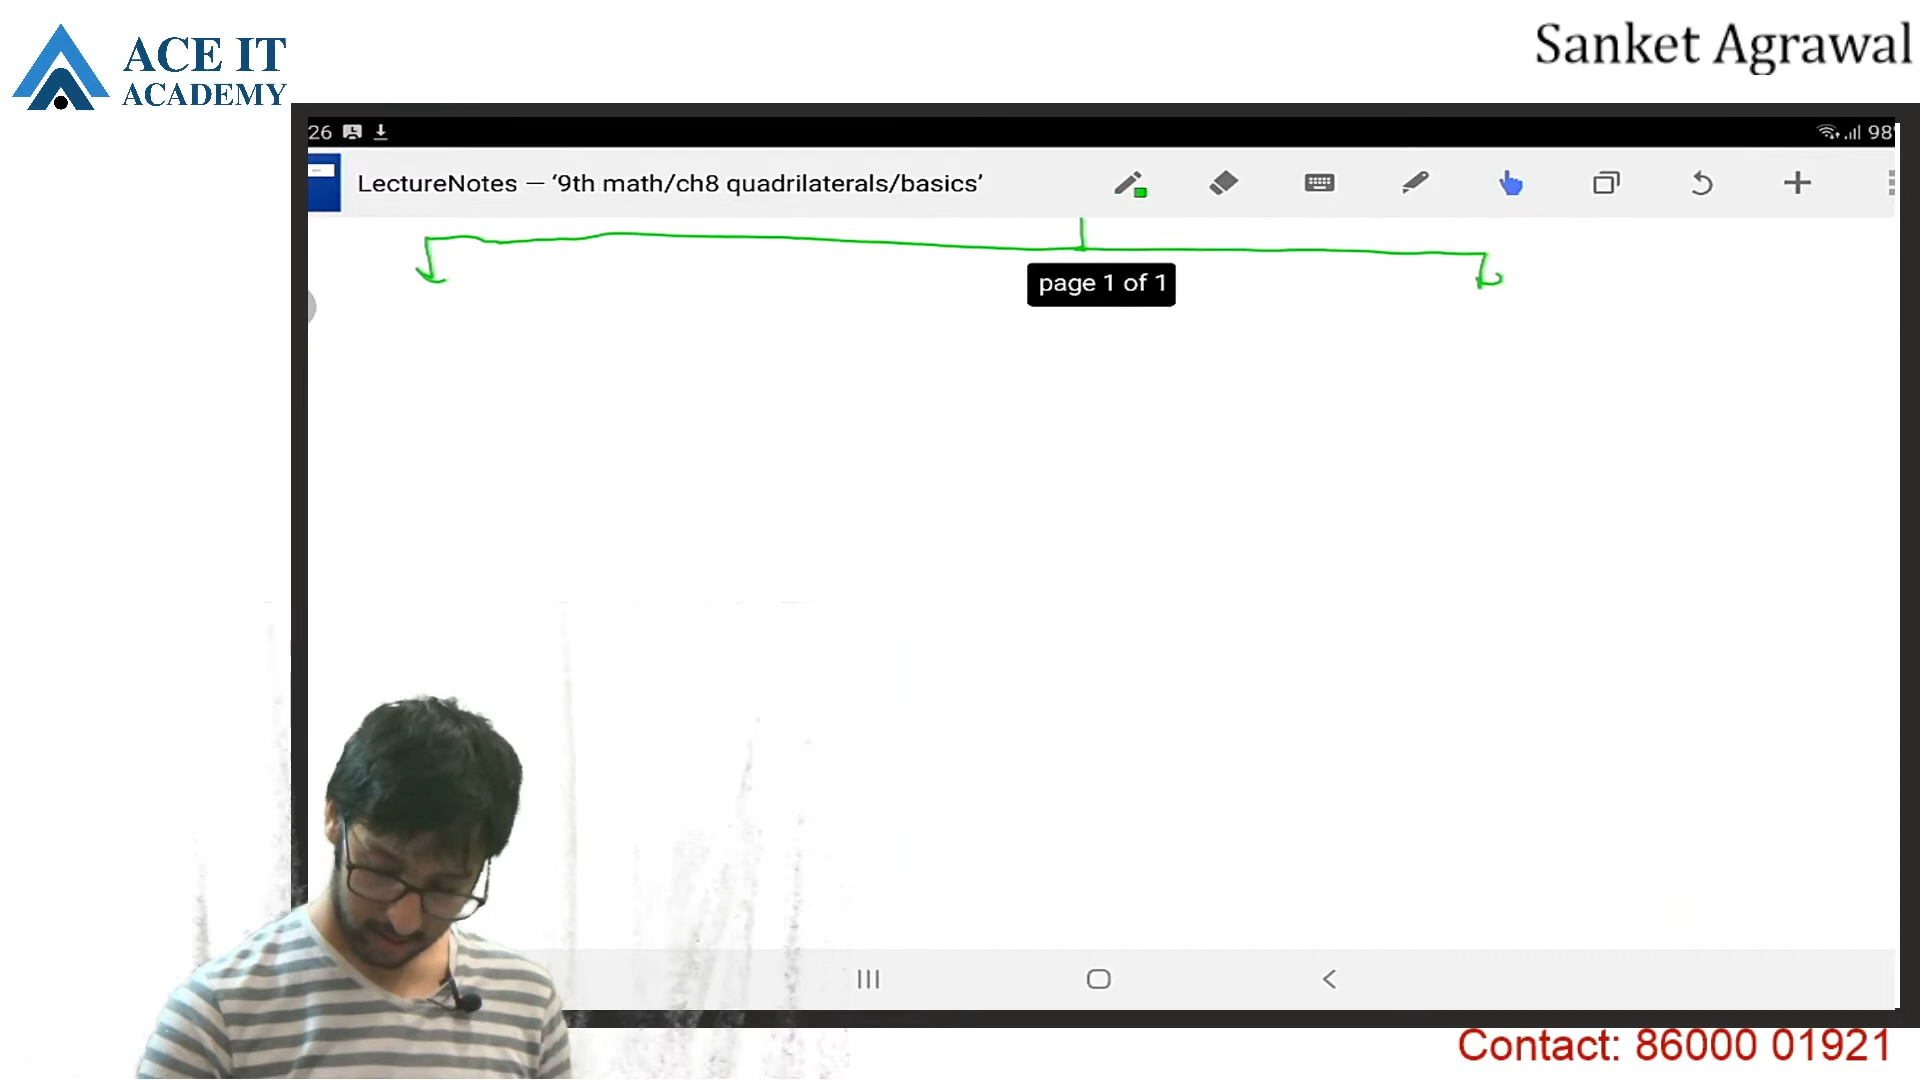 ACE IT
ACADEMY
Sanket Agrawal
26
98
LectureNotes — ‘9th math/ch8 quadrilaterals/basics’
page 1 of 1
Contact: 86000 01921